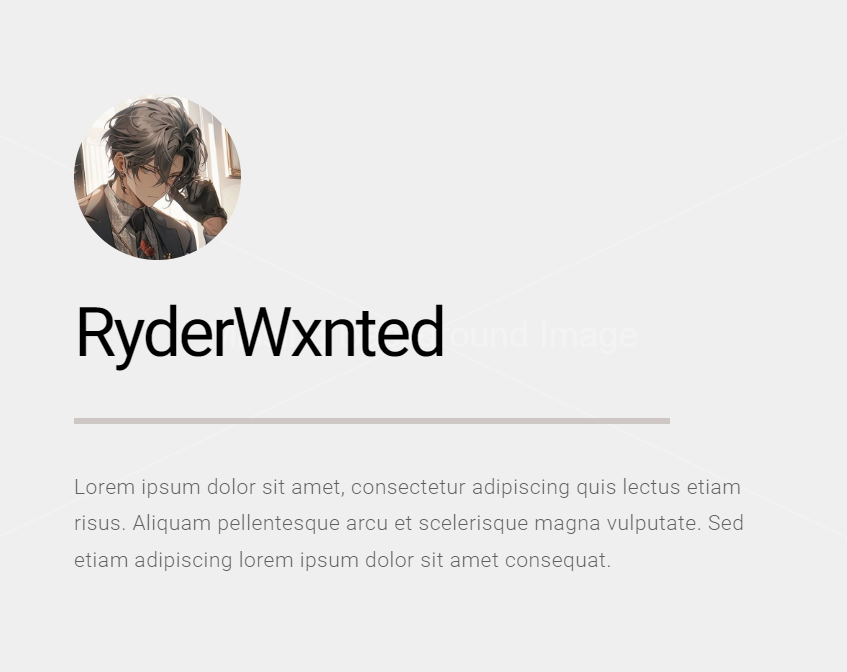 RyderWxnted
ound Image
Lorem ipsum dolor sit amet, consectetur adipiscing quis lectus etiam
risus. Aliquam pellentesque arcu et scelerisque magna vulputate. Sed
etiam adipiscing lorem ipsum dolor sit amet consequat.